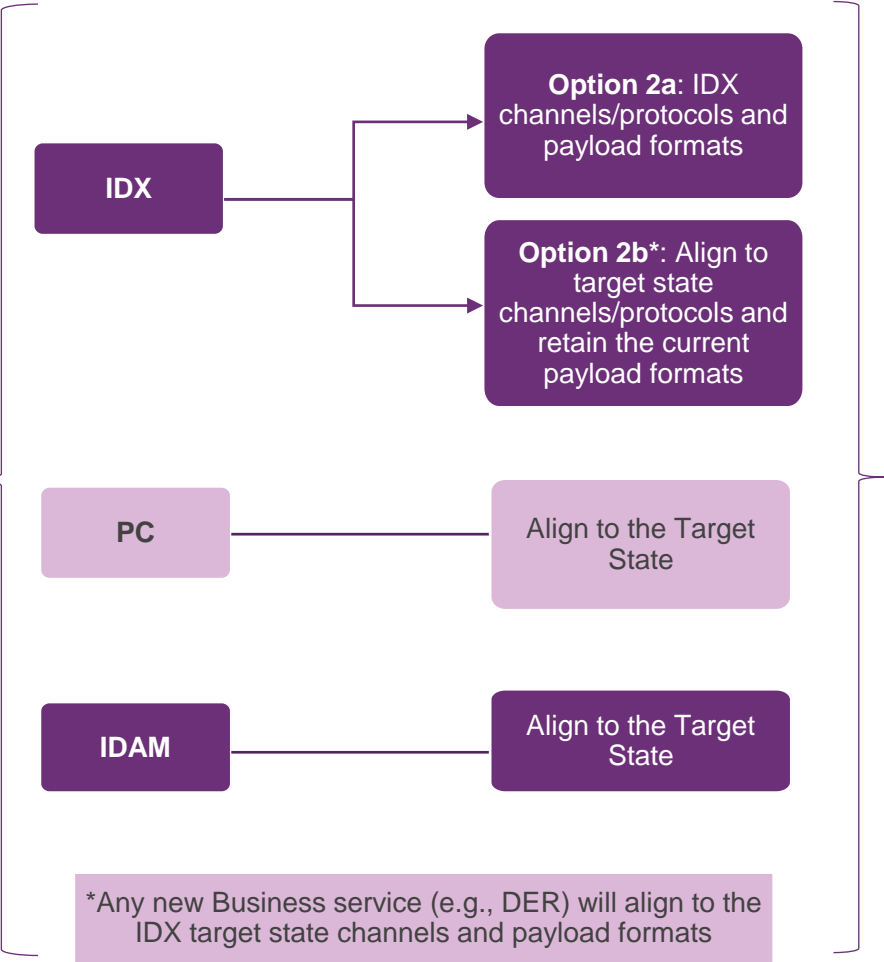 Option 2a: IDX
channels/protocols and
payload formats
IDX
Option 2b*: Align to
target state
channels/protocols and
retain the current
payload formats
PC
Align to the Target
State
IDAM
Align to the Target
State
*Any new Business service (e.g., DER) will align to the
IDX target state channels and payload formats